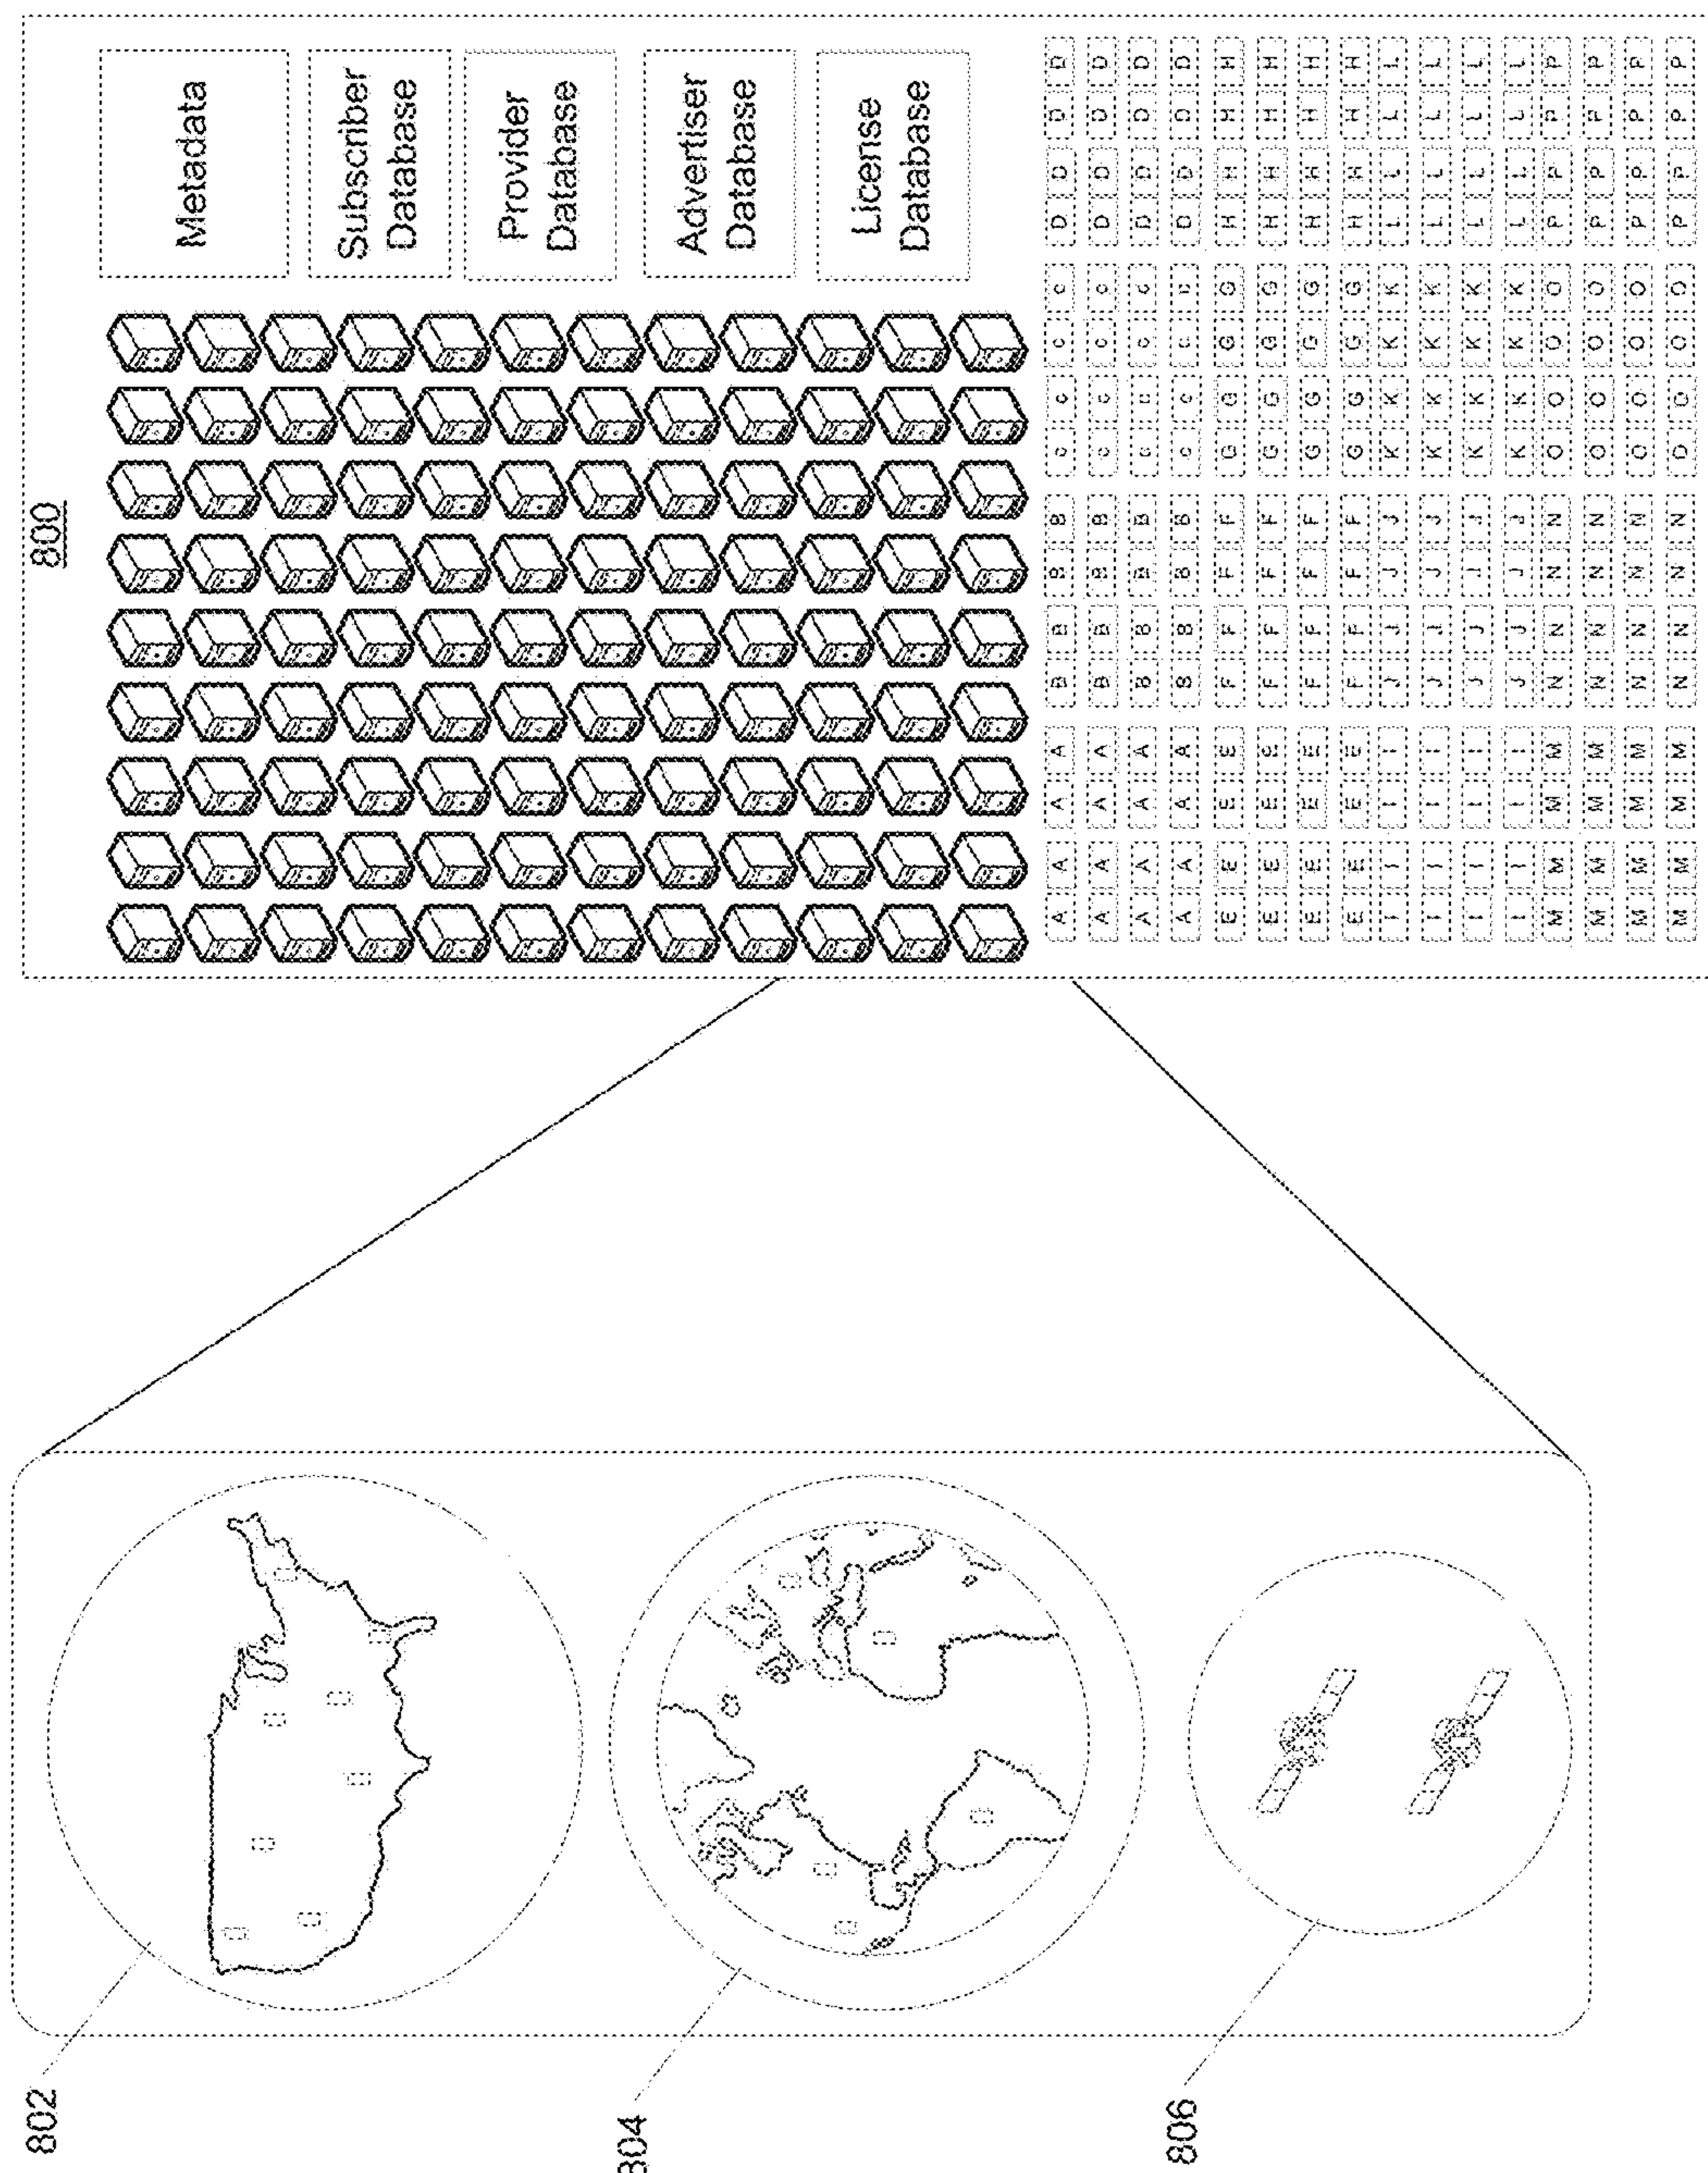 800
802
Metadata
Subscriber
Database
Provider
Database
804
Advertiser
Database
License
Database
A A A A B B B B C C C C D D D D
A A A A B B B B C C C C D D D D
A A A A B B B B C C C C D D D D
A A A A B B B B C C C C D D D D
E E E E F F F F G G G G H H H H
806
E E E E F F F F G G G G H H H H
E E E E F F F F G G G G H H H H
E E E E F F F F G G G G H H H H
I I I I J J J J K K K K L L L L
I I I I J J J J K K K K L L L L
I I I I J J J J K K K K L L L L
I I I I J J J J K K K K L L L L
M M M M N N N N O O O O P P P P
M M M M N N N N O O O O P P P P
M M M M N N N N O O O O P P P P
M M M M N N N N O O O O P P P P